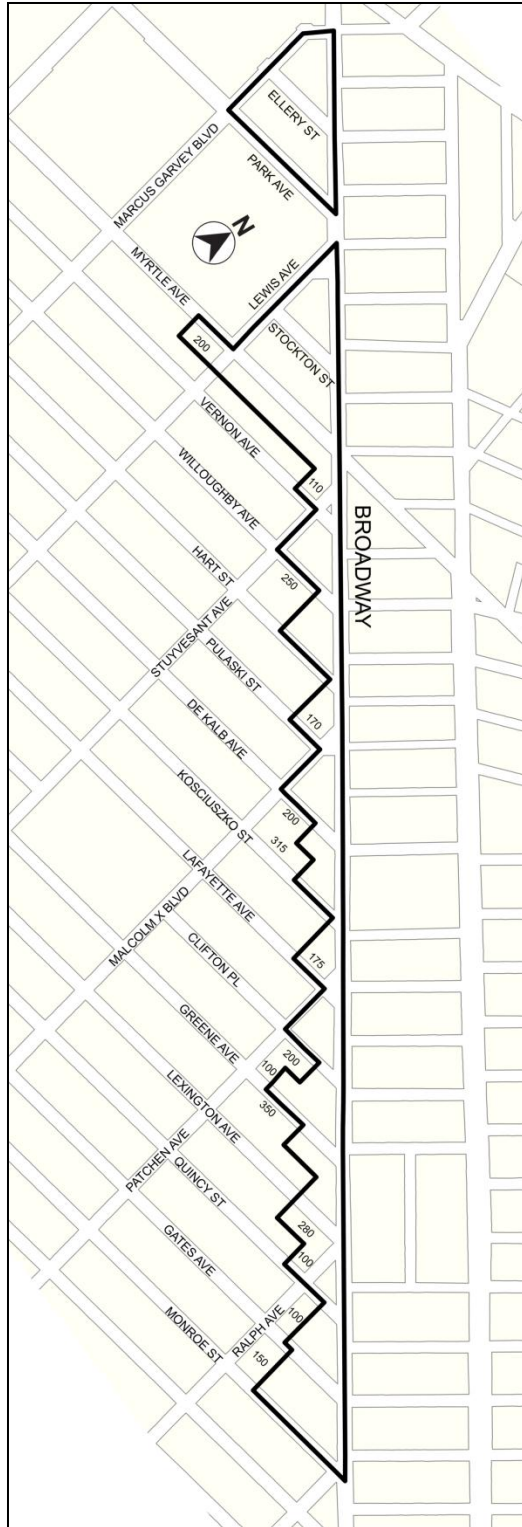 ELLERY ST
MARCUS GARVEY BLVD
PARK AVE
N
MYRTLE AVE
LEWIS AVE
200
STOCKTON ST
VERNON AVE
110
WILLOUGHBY AVE
BROADWAY
HART ST
250
STUYVESANT AVE
PULASKI ST
170
DE KALB AVE
KOSCIUSZKO ST
200
315
LAFAYETTE AVE
MALCOLM X BLVD
175
CLIFTON PL
GREENE AVE
200
100
350
LEXINGTON AVE
PATCHEN AVE
QUINCY ST
280
100
GATES AVE
RALPH AVE
100
MONROE ST
150